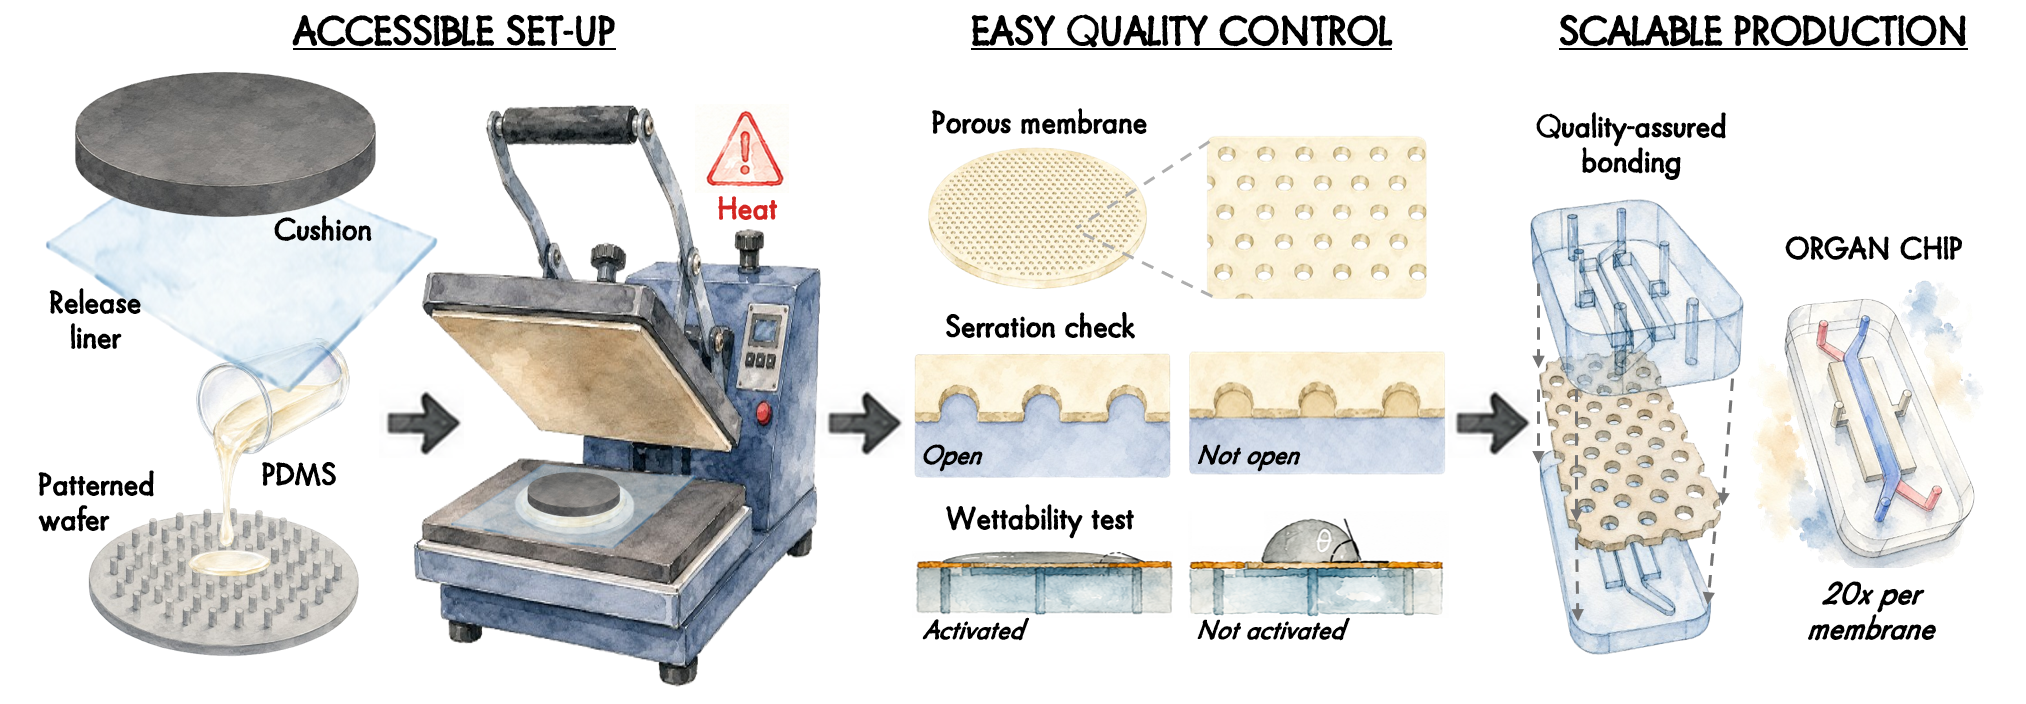 ACCESSIBLE SET-UP
Cushion
Release
liner
PDMS
Patterned
wafer
Heat
EASY QUALITY CONTROL
Porous membrane
Serration check
Open
Not open
Wettability test
θ
Activated
Not activated
SCALABLE PRODUCTION
Quality-assured
bonding
ORGAN CHIP
20x per
membrane